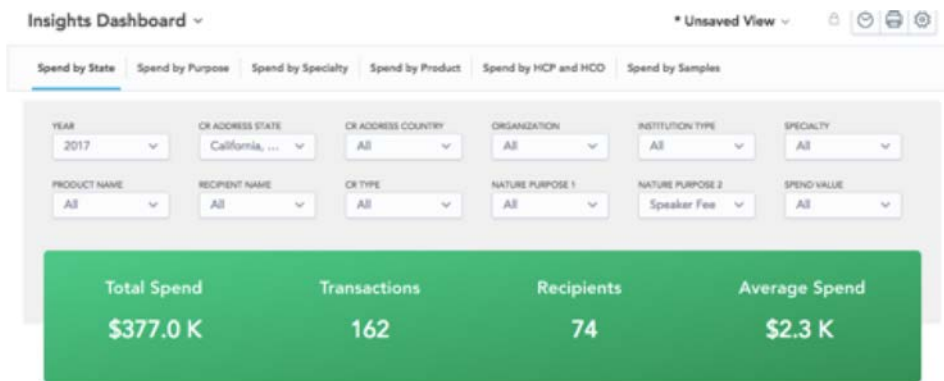 Insights Dashboard
* Unsaved View
Spend by State Spend by Purpose Spend by Specialty Spend by Product Spend by HCP and HCO Spend by Samples
YEAR CR ADDRESS STATE CR ADDRESS COUNTRY ORGANIZATION INSTITUTION TYPE SPECIALTY
2017 California, ... All All All All
PRODUCT NAME RECIPIENT NAME CR TYPE NATURE PURPOSE 1 NATURE PURPOSE 2 SPEND VALUE
All All All All Speaker Fee All
Total Spend Transactions Recipients Average Spend
$377.0 K 162 74 $2.3 K